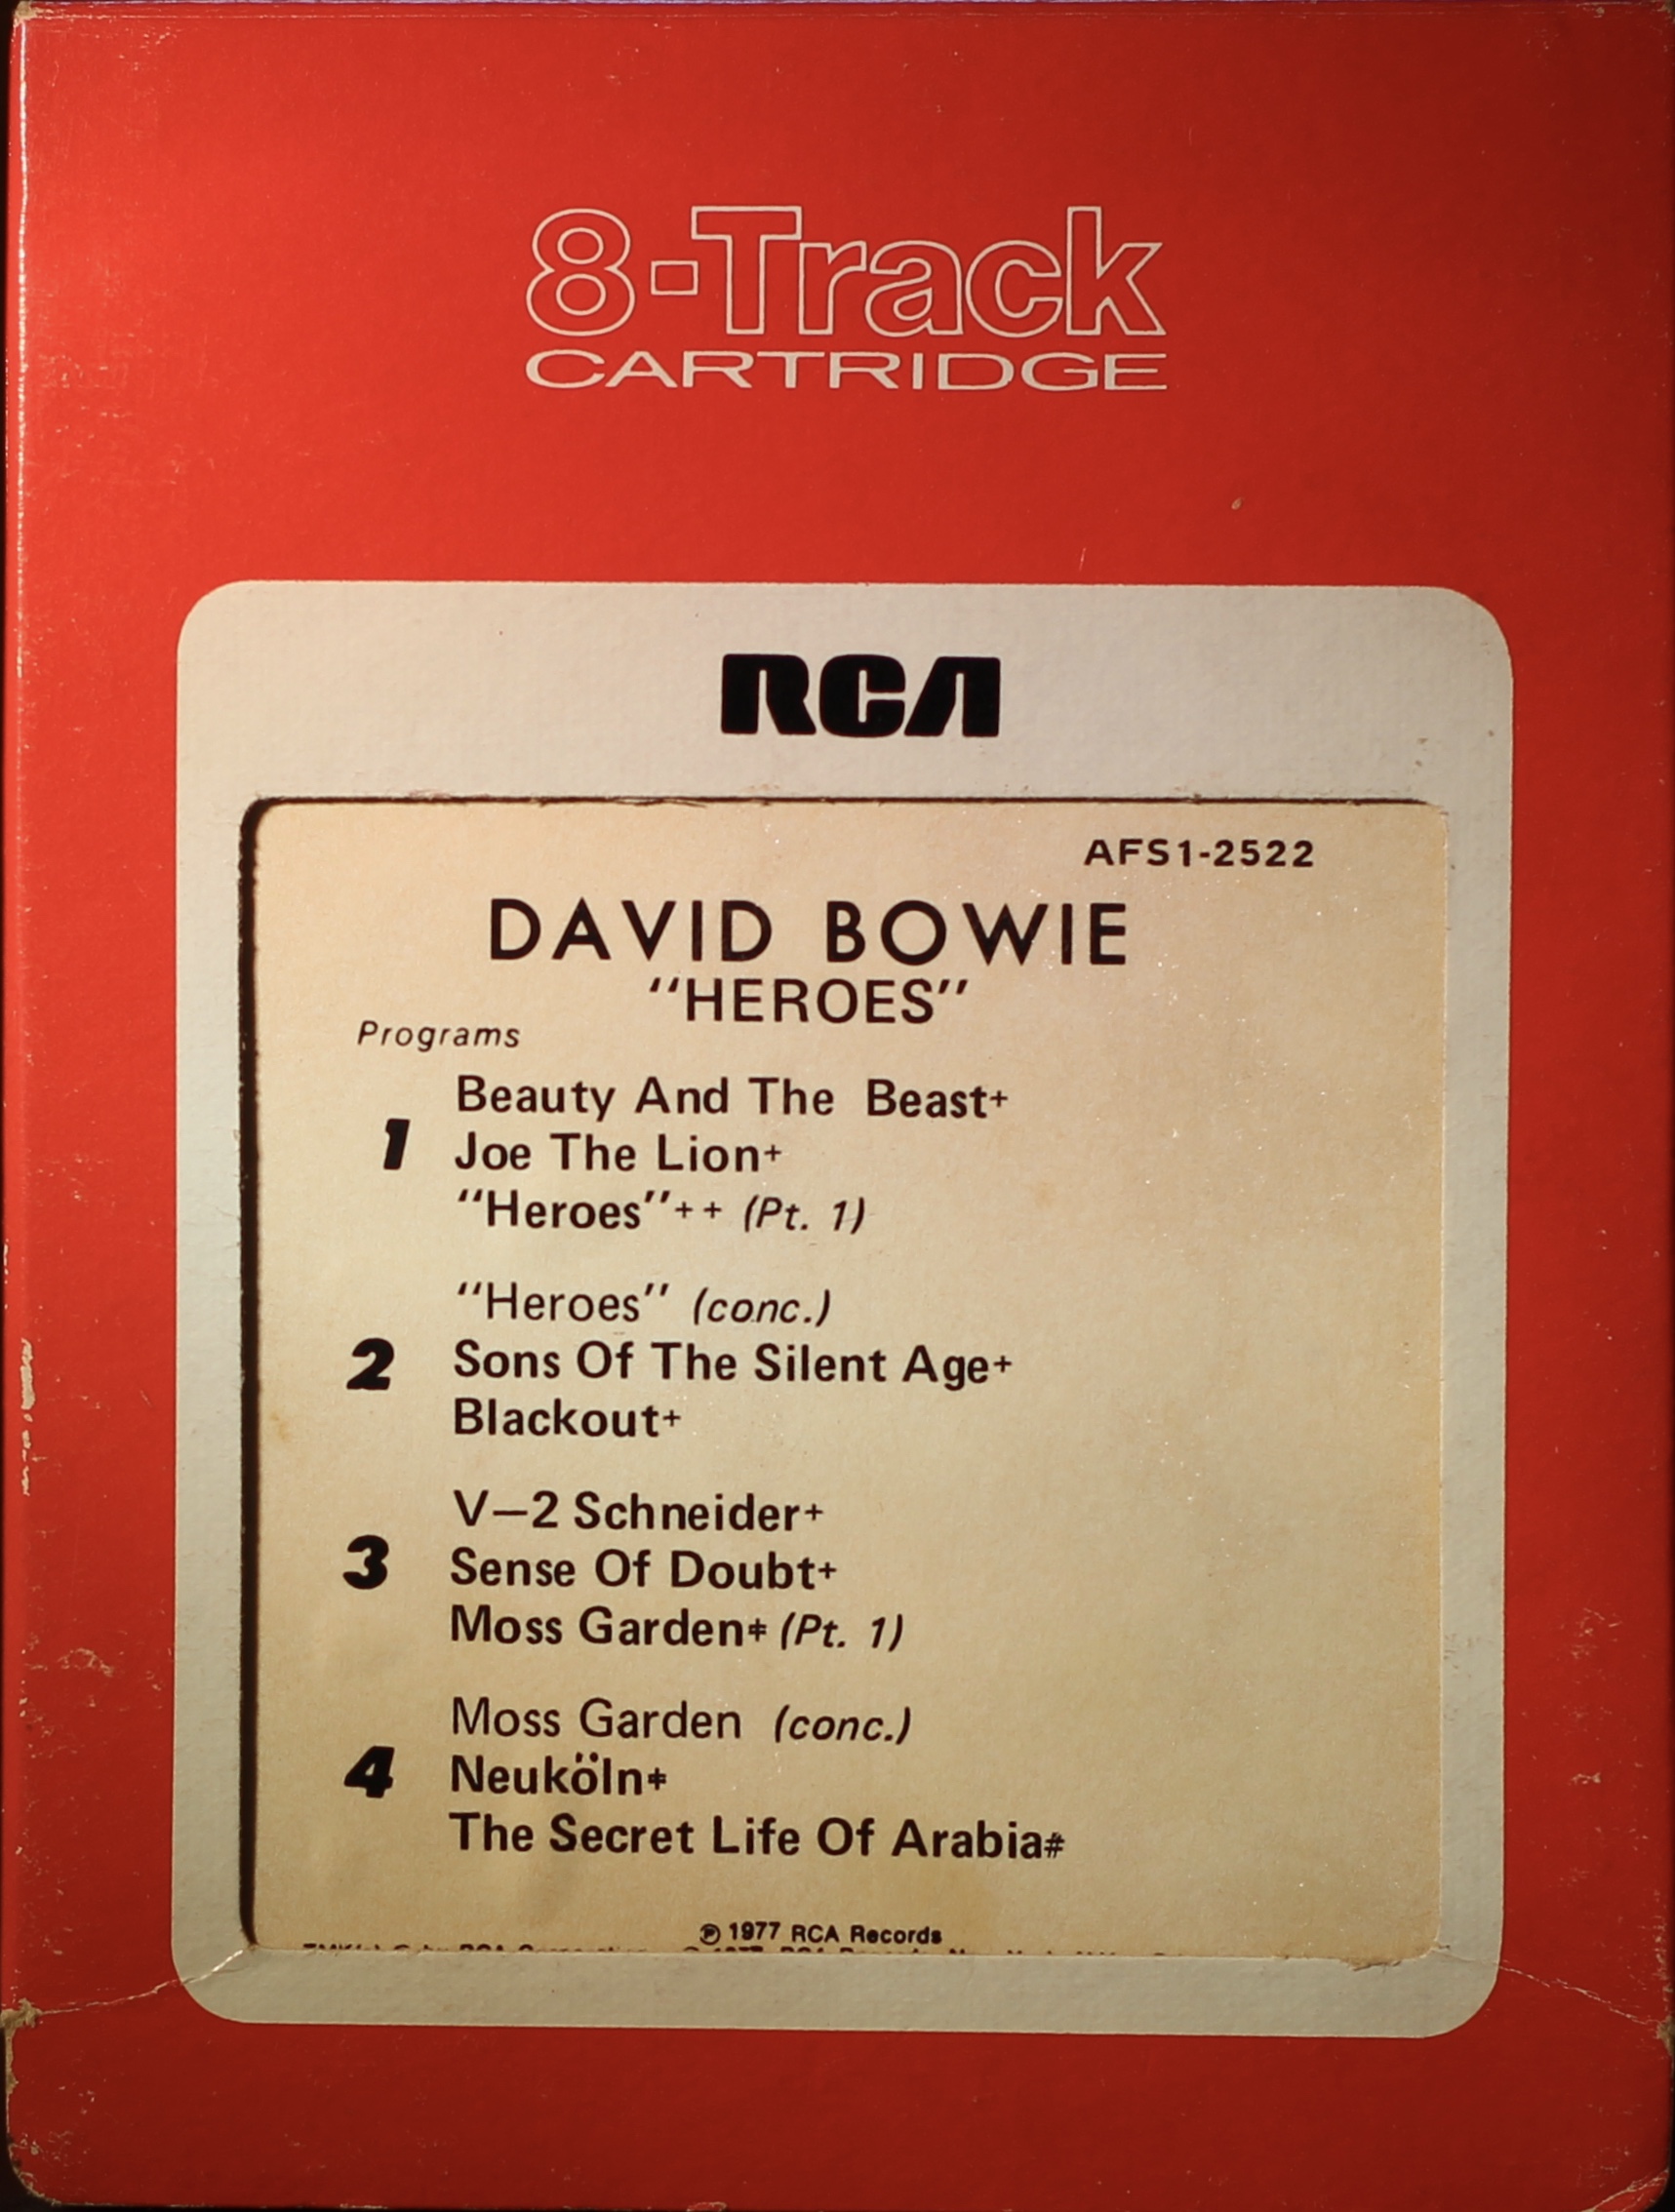 8-Track
CARTRIDGE
RCA
AFS1-2522
DAVID BOWIE
"HEROES"
Programs
1
Beauty And The Beast+
Joe The Lion+
"Heroes"++ (Pt. 1)
2
"Heroes" (conc.)
Sons Of The Silent Age+
Blackout+
3
V–2 Schneider+
Sense Of Doubt+
Moss Garden⧧ (Pt. 1)
4
Moss Garden (conc.)
Neuköln⧧
The Secret Life Of Arabia#
℗ 1977 RCA Records